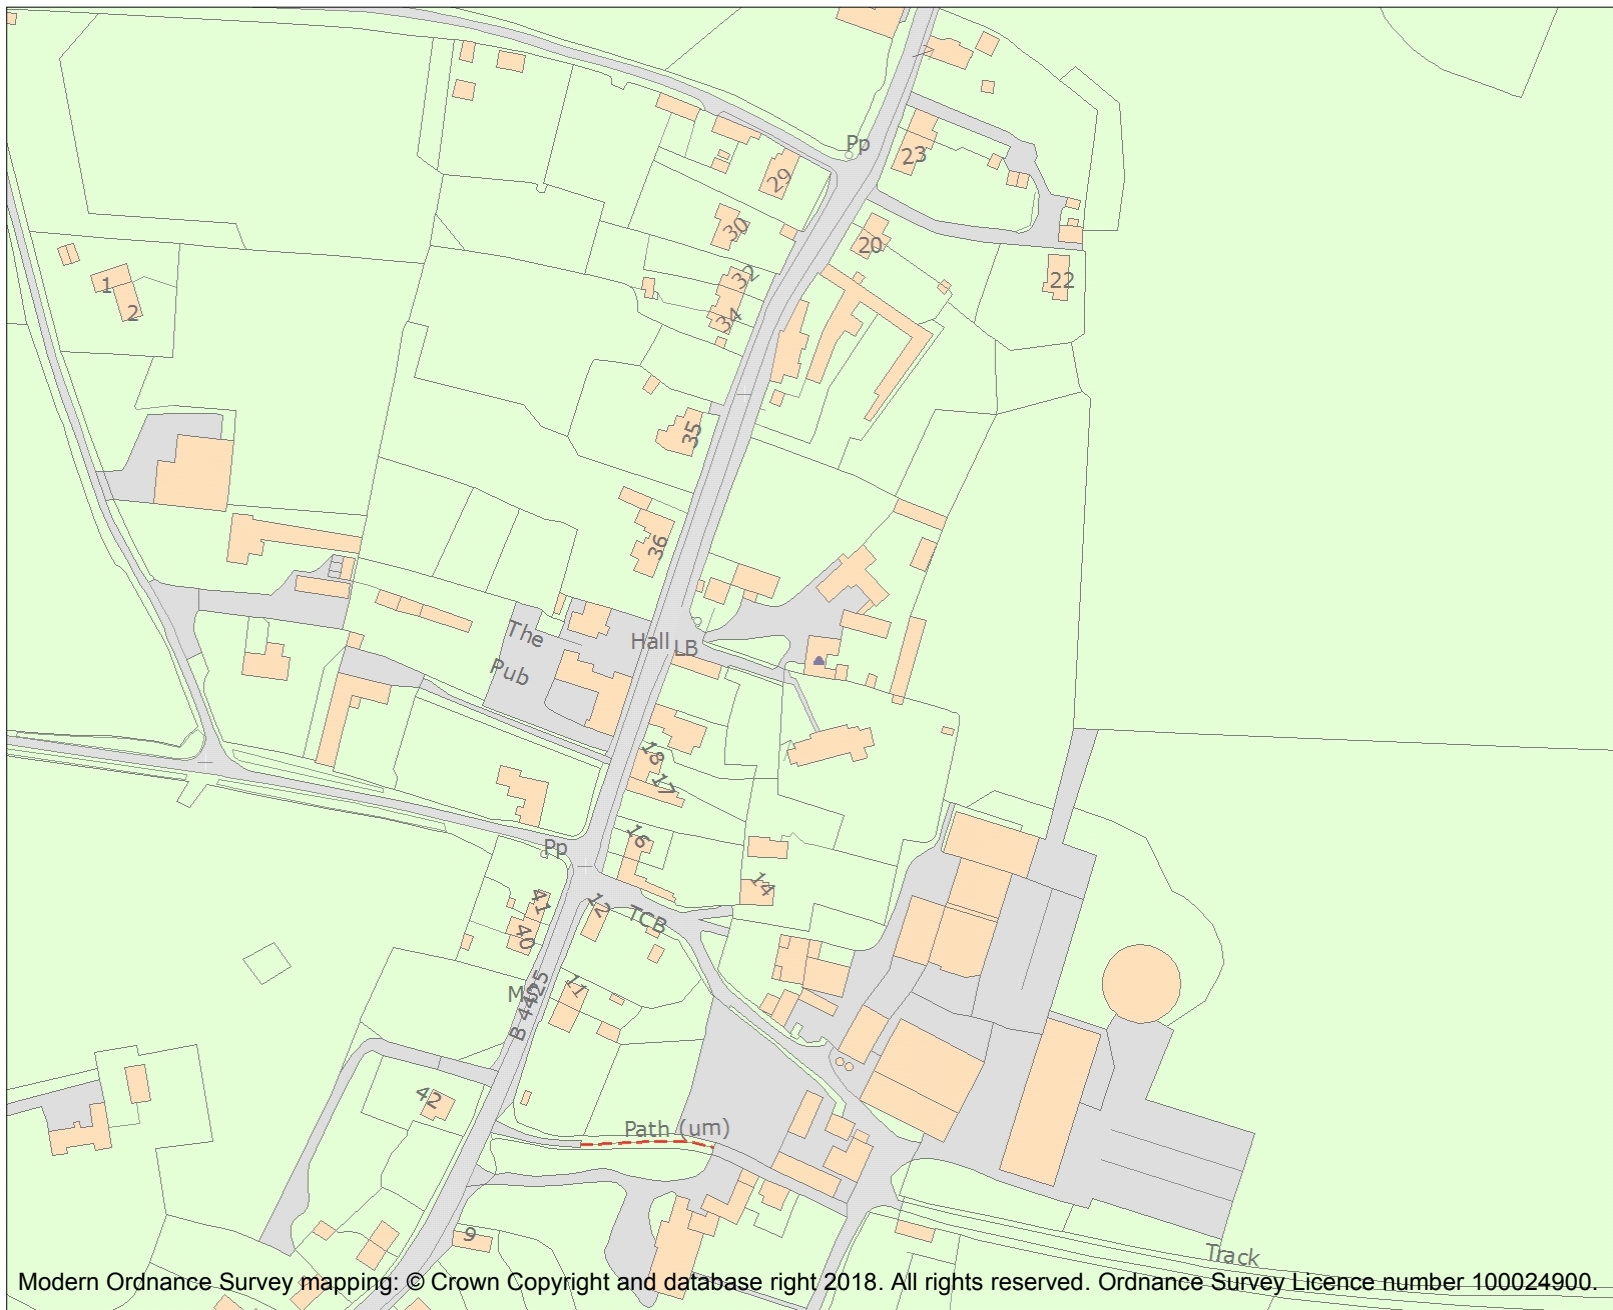 Pp
23
29
30
20
32
22
1
2
34
35
36
The
Pub
Hall
LB
18
17
16
Pp
14
41
12
TCB
40
11
B 4425
42
Path (um)
9
Track
Modern Ordnance Survey mapping: © Crown Copyright and database right 2018. All rights reserved. Ordnance Survey Licence number 100024900.